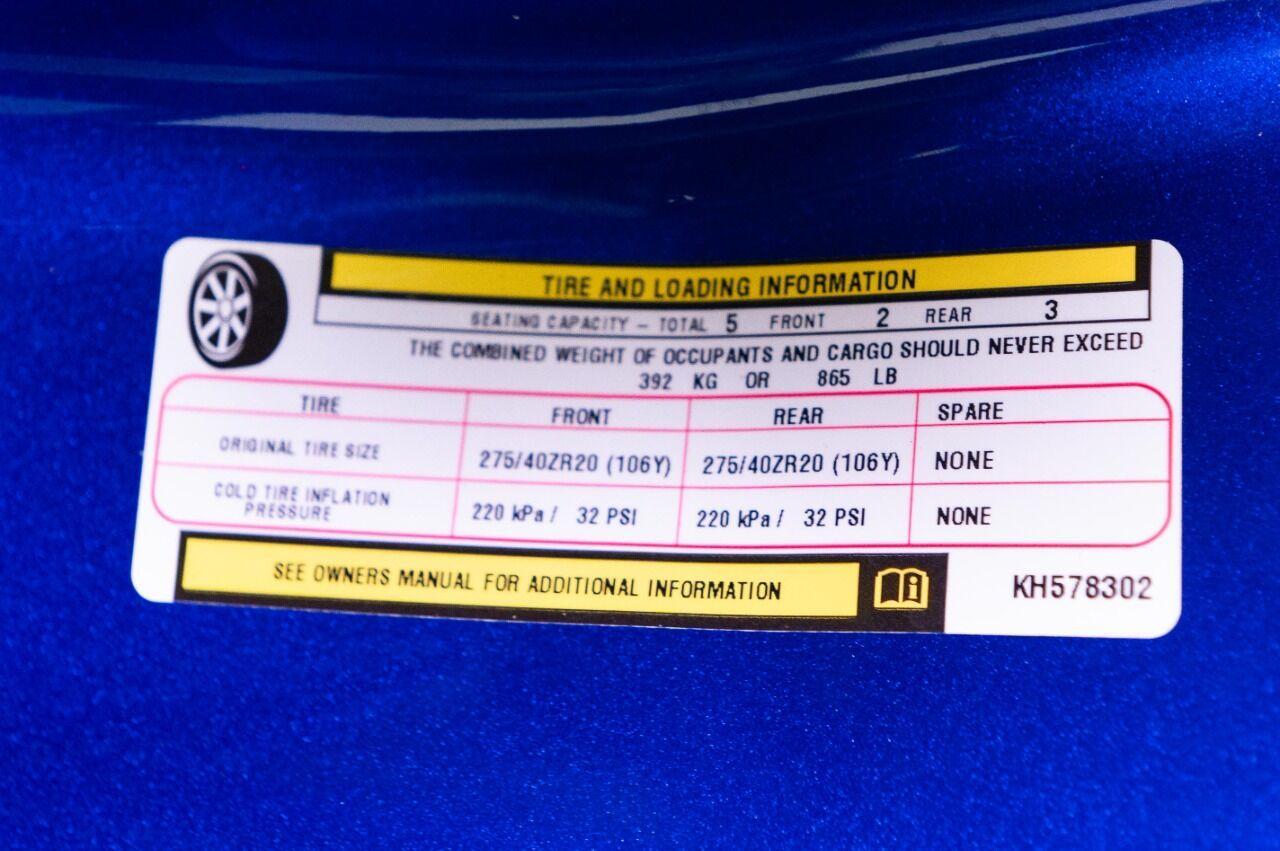 TIRE AND LOADING INFORMATION
SEATING CAPACITY – TOTAL 5 FRONT 2 REAR 3
THE COMBINED WEIGHT OF OCCUPANTS AND CARGO SHOULD NEVER EXCEED
392 KG OR 865 LB
TIRE FRONT REAR SPARE
ORIGINAL TIRE SIZE 275/40ZR20 (106Y) 275/40ZR20 (106Y) NONE
COLD TIRE INFLATION
PRESSURE 220 kPa / 32 PSI 220 kPa / 32 PSI NONE
SEE OWNERS MANUAL FOR ADDITIONAL INFORMATION
KH578302